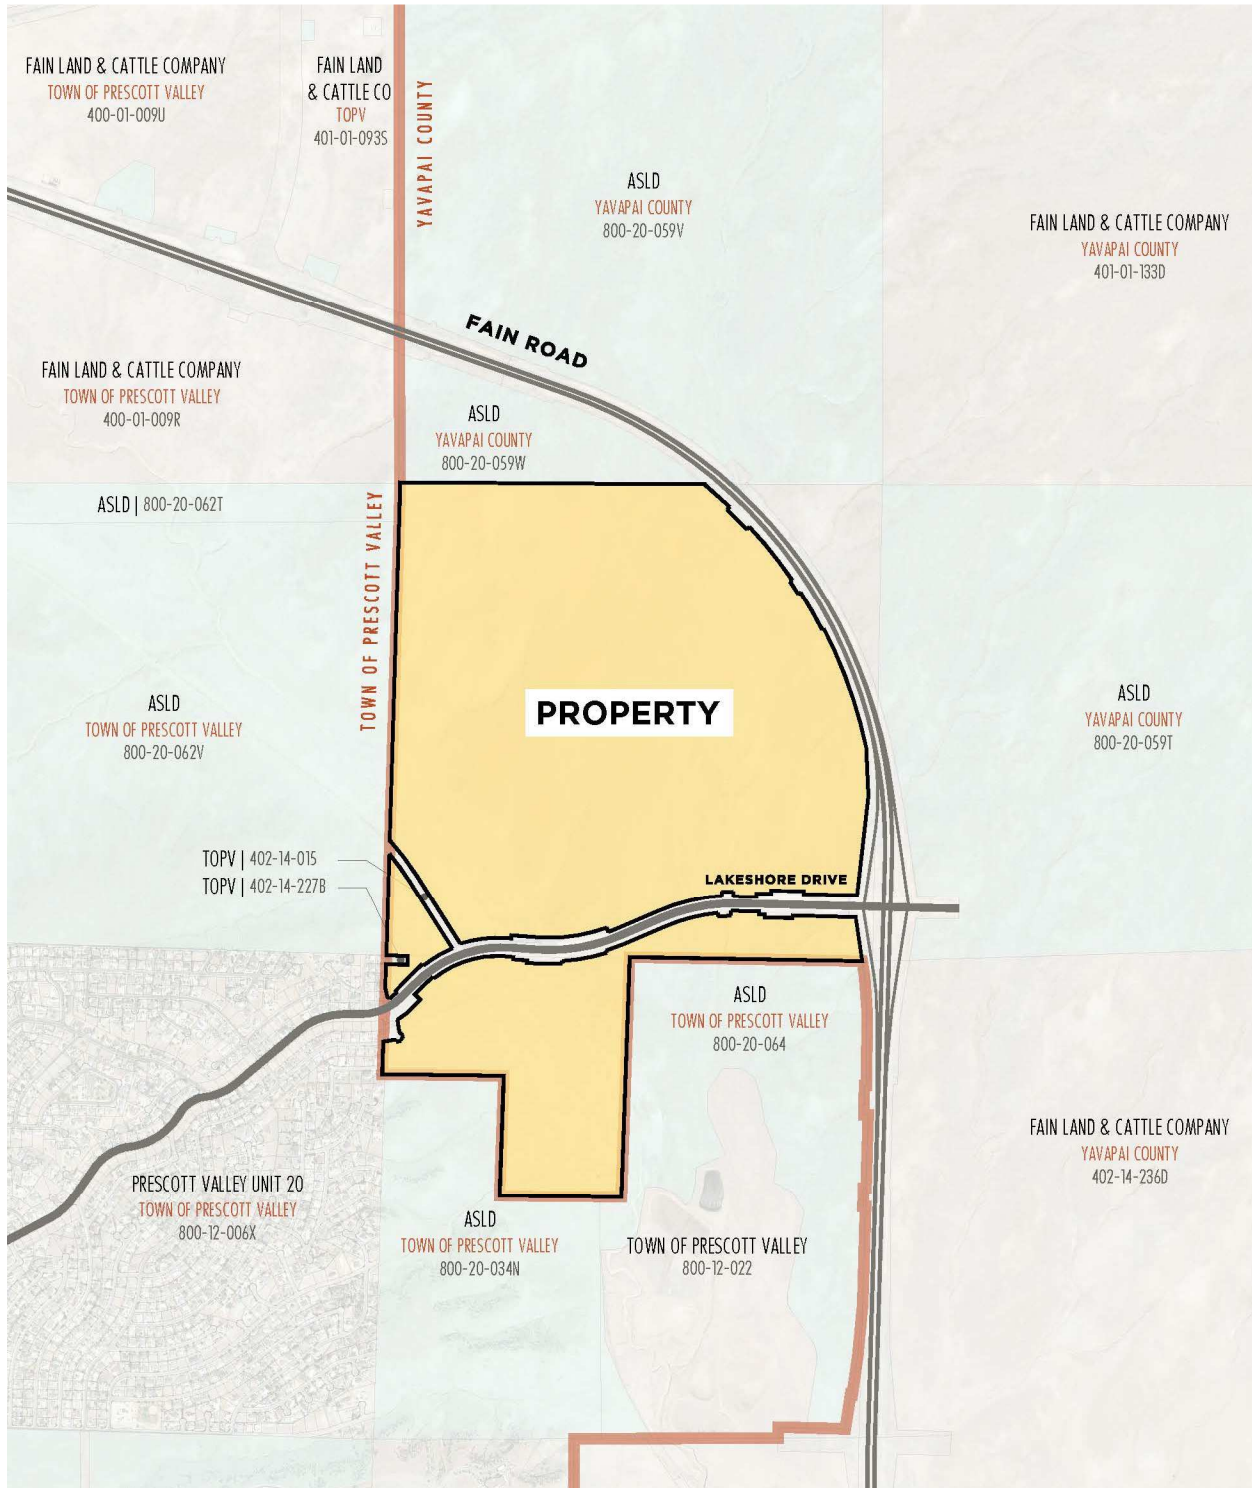 FAIN LAND & CATTLE COMPANY
TOWN OF PRESCOTT VALLEY
400-01-009U
FAIN LAND
& CATTLE CO
TOPV
401-01-093S
YAVAPAI COUNTY
ASLD
YAVAPAI COUNTY
800-20-059V
FAIN LAND & CATTLE COMPANY
YAVAPAI COUNTY
401-01-133D
FAIN ROAD
FAIN LAND & CATTLE COMPANY
TOWN OF PRESCOTT VALLEY
400-01-009R
ASLD
YAVAPAI COUNTY
800-20-059W
ASLD | 800-20-062T
TOWN OF PRESCOTT VALLEY
ASLD
TOWN OF PRESCOTT VALLEY
800-20-062V
PROPERTY
ASLD
YAVAPAI COUNTY
800-20-059T
TOPV | 402-14-015
TOPV | 402-14-227B
LAKESHORE DRIVE
ASLD
TOWN OF PRESCOTT VALLEY
800-20-064
FAIN LAND & CATTLE COMPANY
YAVAPAI COUNTY
402-14-236D
PRESCOTT VALLEY UNIT 20
TOWN OF PRESCOTT VALLEY
800-12-006X
ASLD
TOWN OF PRESCOTT VALLEY
800-20-034N
TOWN OF PRESCOTT VALLEY
800-12-022